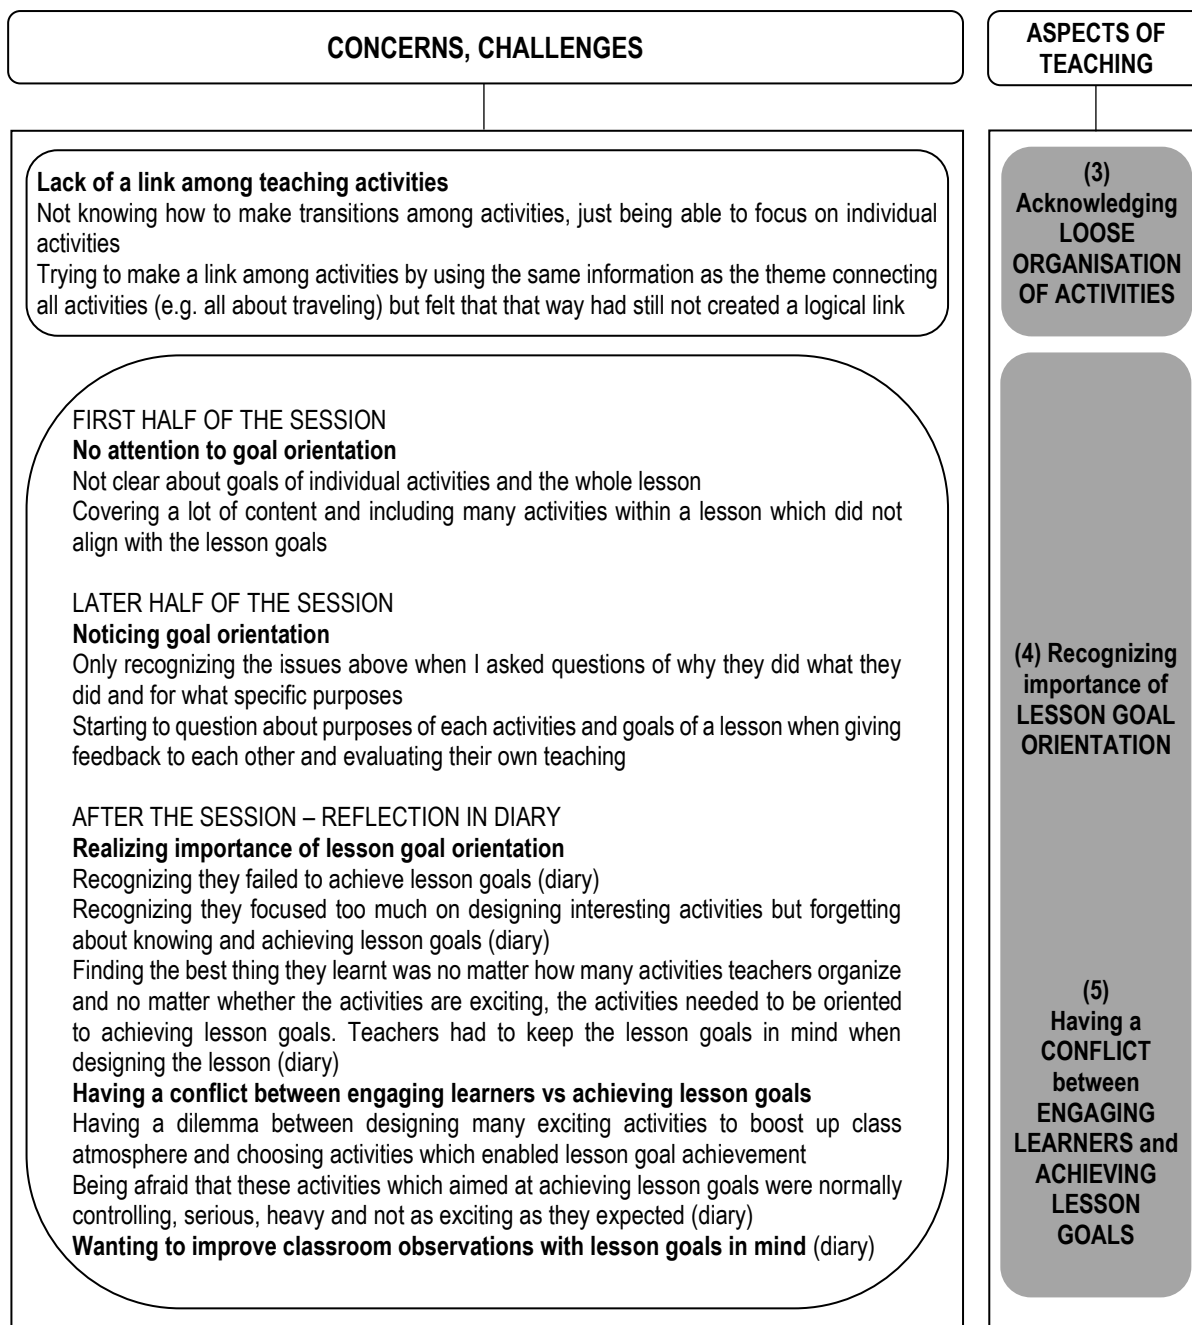 CONCERNS, CHALLENGES
ASPECTS OF
TEACHING
Lack of a link among teaching activities
Not knowing how to make transitions among activities, just being able to focus on individual
activities
Trying to make a link among activities by using the same information as the theme connecting
all activities (e.g. all about traveling) but felt that that way had still not created a logical link
(3)
Acknowledging
LOOSE
ORGANISATION
OF ACTIVITIES
FIRST HALF OF THE SESSION
No attention to goal orientation
Not clear about goals of individual activities and the whole lesson
Covering a lot of content and including many activities within a lesson which did not
align with the lesson goals
LATER HALF OF THE SESSION
Noticing goal orientation
Only recognizing the issues above when I asked questions of why they did what they
did and for what specific purposes
Starting to question about purposes of each activities and goals of a lesson when giving
feedback to each other and evaluating their own teaching
AFTER THE SESSION – REFLECTION IN DIARY
Realizing importance of lesson goal orientation
Recognizing they failed to achieve lesson goals (diary)
Recognizing they focused too much on designing interesting activities but forgetting
about knowing and achieving lesson goals (diary)
Finding the best thing they learnt was no matter how many activities teachers organize
and no matter whether the activities are exciting, the activities needed to be oriented
to achieving lesson goals. Teachers had to keep the lesson goals in mind when
designing the lesson (diary)
Having a conflict between engaging learners vs achieving lesson goals
Having a dilemma between designing many exciting activities to boost up class
atmosphere and choosing activities which enabled lesson goal achievement
Being afraid that these activities which aimed at achieving lesson goals were normally
controlling, serious, heavy and not as exciting as they expected (diary)
Wanting to improve classroom observations with lesson goals in mind (diary)
(4) Recognizing
importance of
LESSON GOAL
ORIENTATION
(5)
Having a
CONFLICT
between
ENGAGING
LEARNERS and
ACHIEVING
LESSON
GOALS